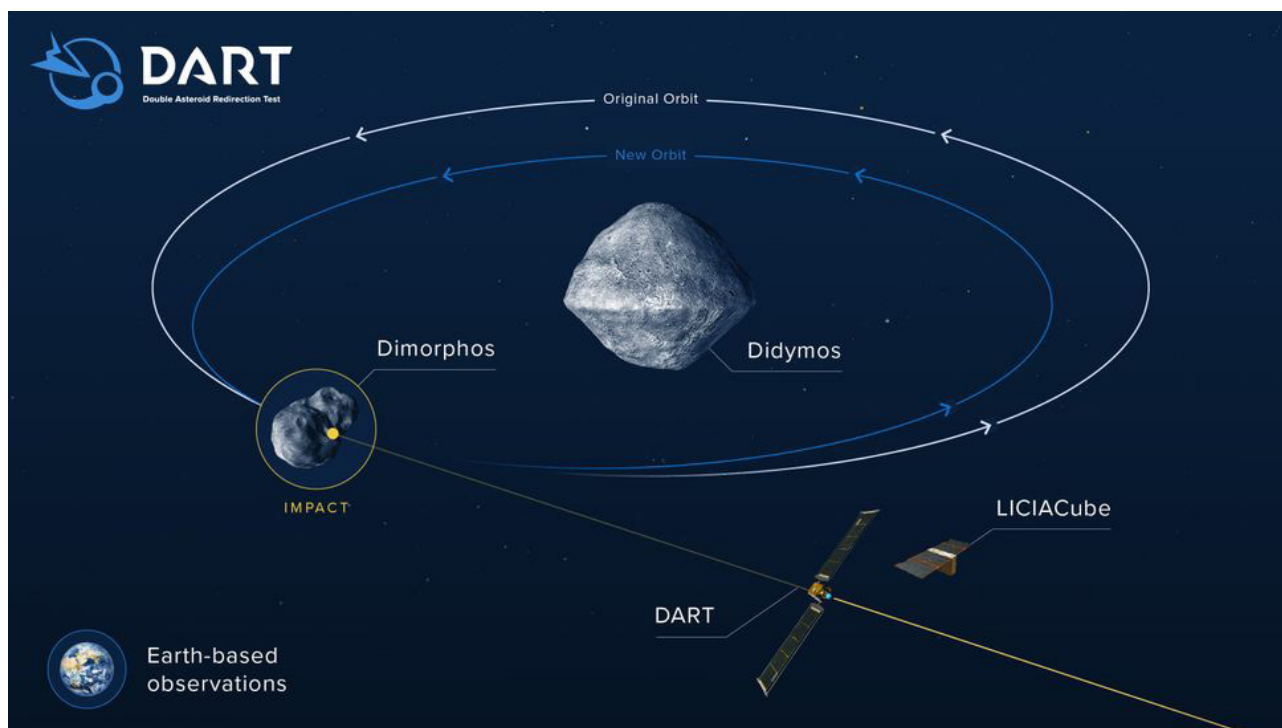 DART
Double Asteroid Redirection Test
Original Orbit
New Orbit
Dimorphos
Didymos
IMPACT
LICIACube
DART
Earth-based
observations